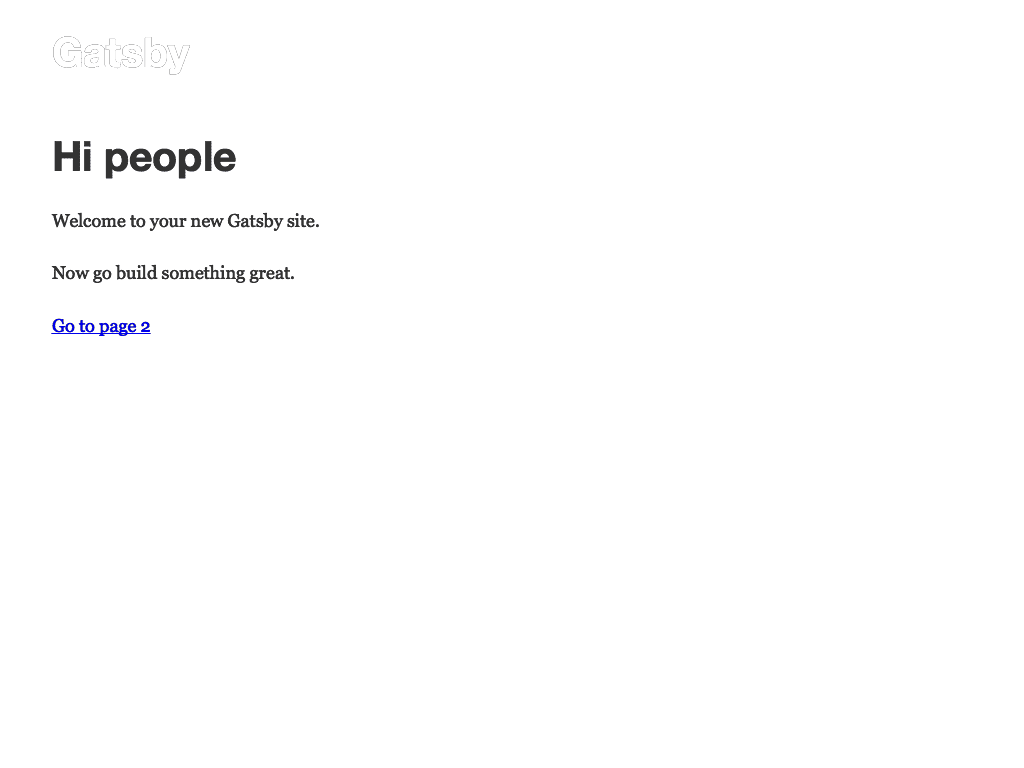 Gatsby
Hi people
Welcome to your new Gatsby site.
Now go build something great.
Go to page 2